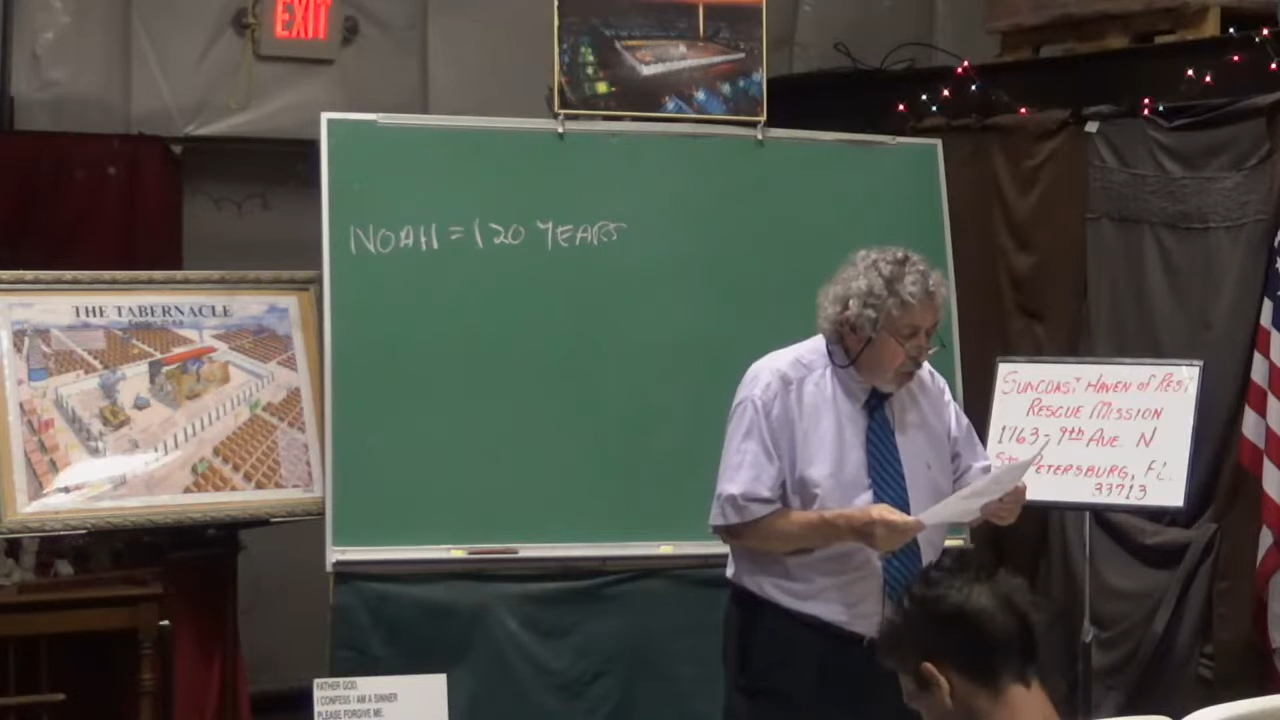 EXIT
NOAH = 120 YEARS
THE TABERNACLE
SUNCOAST HAVEN of REST
RESCUE MISSION
1763 - 9th AVE. N
St. PETERSBURG, FL.
33713
FATHER GOD,
I CONFESS I AM A SINNER
PLEASE FORGIVE ME.